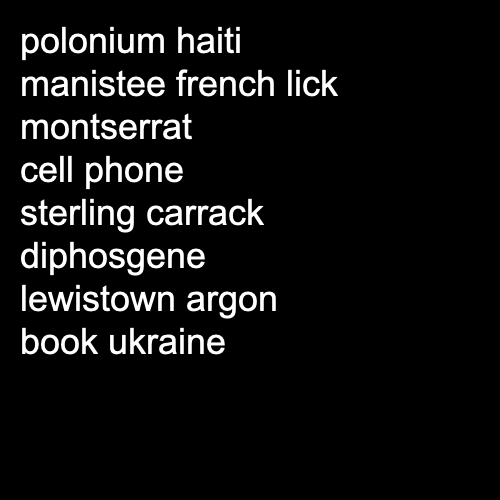 polonium haiti
manistee french lick
montserrat
cell phone
sterling carrack
diphosgene
lewistown argon
book ukraine